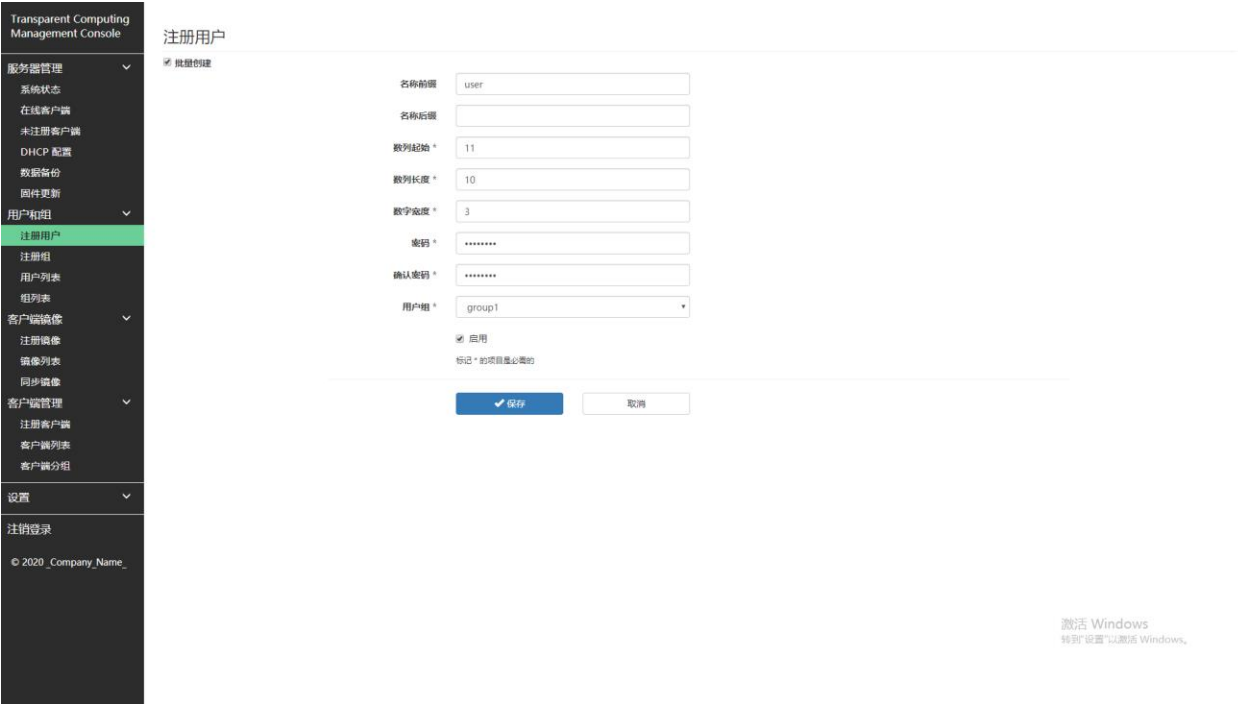 Transparent Computing
Management Console
服务器管理
系统状态
在线客户端
未注册客户端
DHCP 配置
数据备份
固件更新
用户和组
注册用户
注册组
用户列表
组列表
客户端镜像
注册镜像
镜像列表
同步镜像
客户端管理
注册客户端
客户端列表
客户端分组
设置
注销登录
© 2020 _Company_Name_
注册用户
批量创建
名称前缀 user
名称后缀
数列起始 * 11
数列长度 * 10
数字宽度 * 3
密码 * ••••••••
确认密码 * ••••••••
用户组 * group1
启用
标记 * 的项目是必需的
保存 取消
激活 Windows
转到"设置"以激活 Windows。